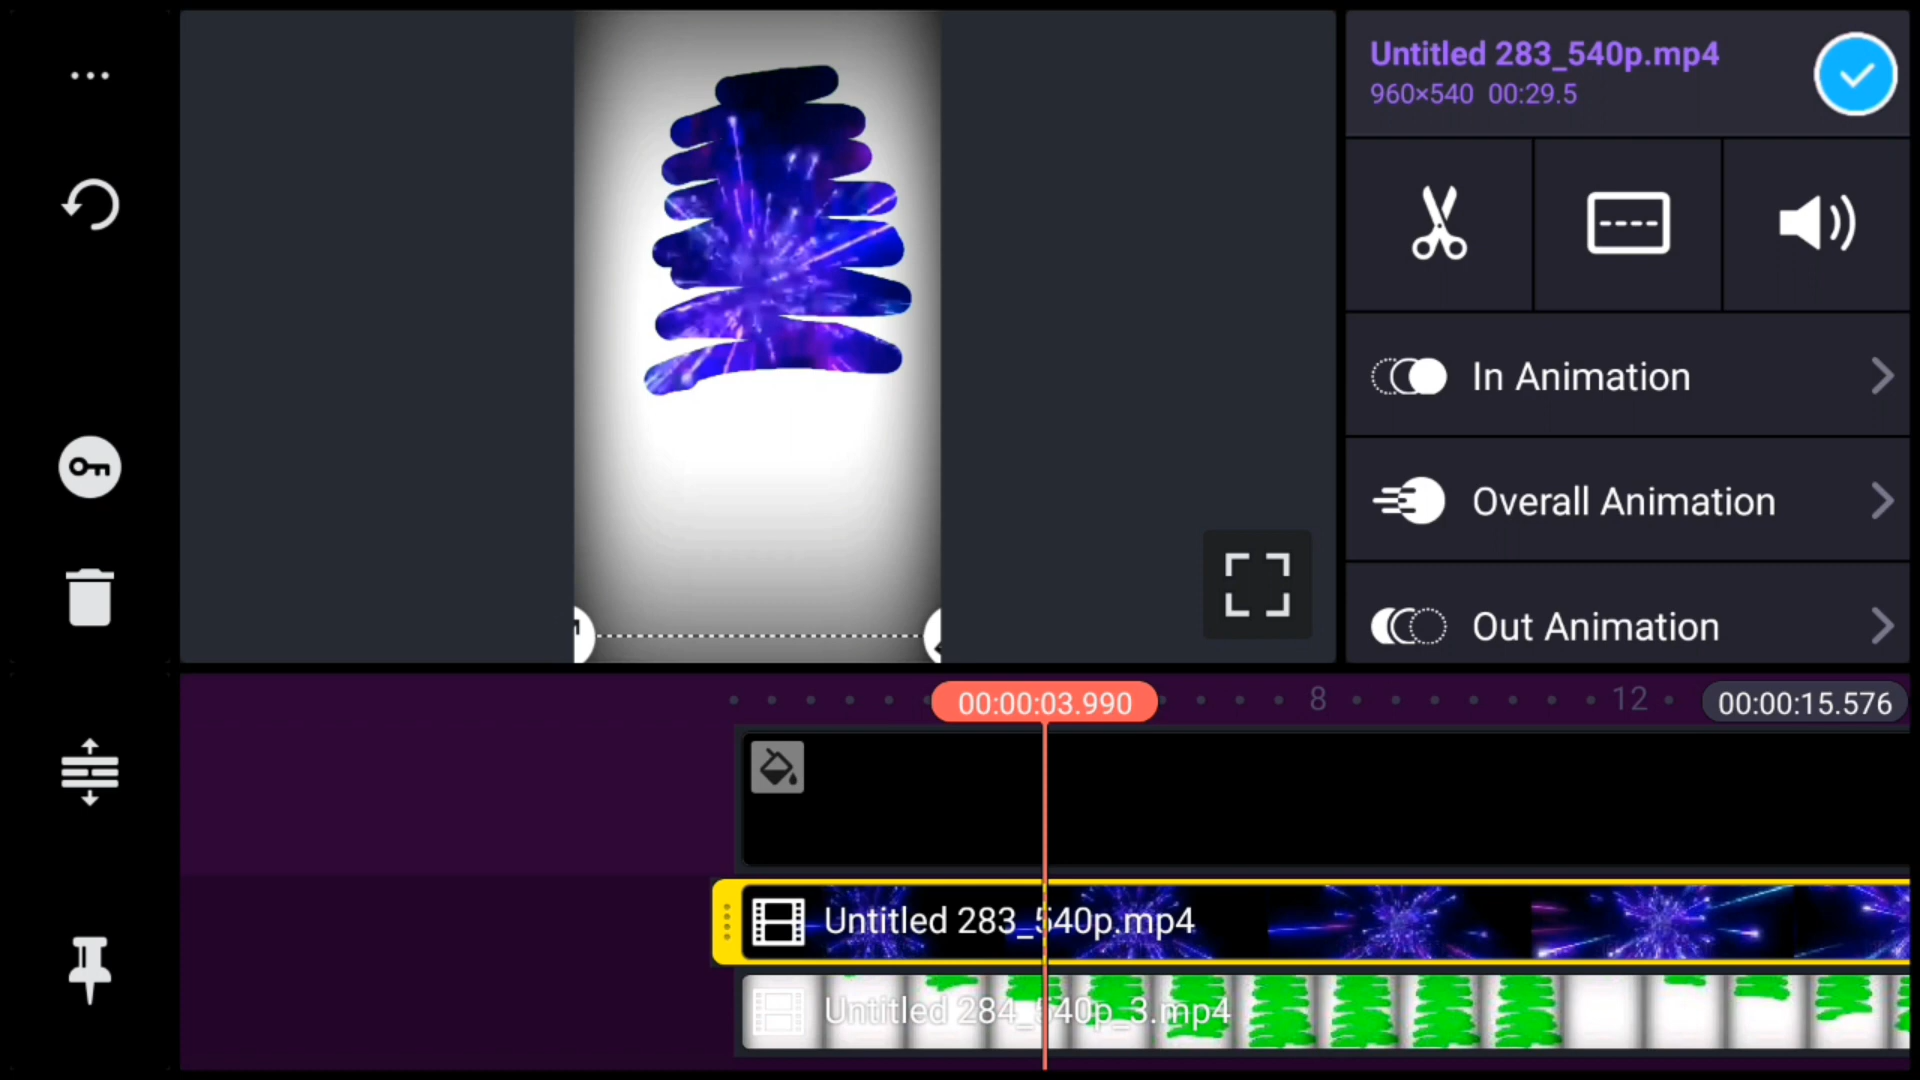 Untitled 283_540p.mp4
960×540 00:29.5
In Animation
Overall Animation
Out Animation
00:00:03.990
8
12
00:00:15.576
Untitled 283_540p.mp4
Untitled 284_540p_3.mp4